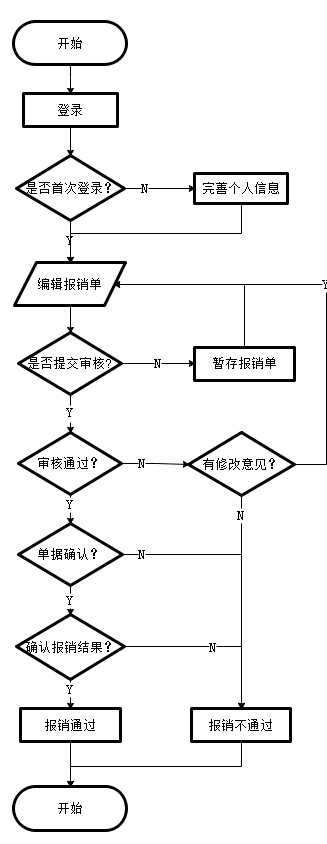 开始
登录
是否首次登录？
N
完善个人信息
Y
编辑报销单
Y
是否提交审核?
N
暂存报销单
Y
审核通过？
N
有修改意见？
Y
N
单据确认？
N
Y
确认报销结果？
N
Y
报销通过
报销不通过
开始